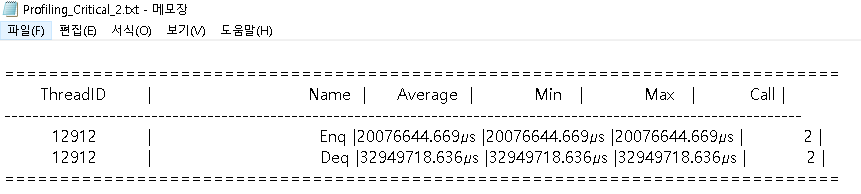 Profiling_Critical_2.txt - 메모장
파일(F) 편집(E) 서식(O) 보기(V) 도움말(H)
===========================================================================
ThreadID | Name | Average | Min | Max | Call |
---------------------------------------------------------------------------
12912 | Enq |20076644.669㎲ |20076644.669㎲ |20076644.669㎲ | 2 |
12912 | Deq |32949718.636㎲ |32949718.636㎲ |32949718.636㎲ | 2 |
===========================================================================